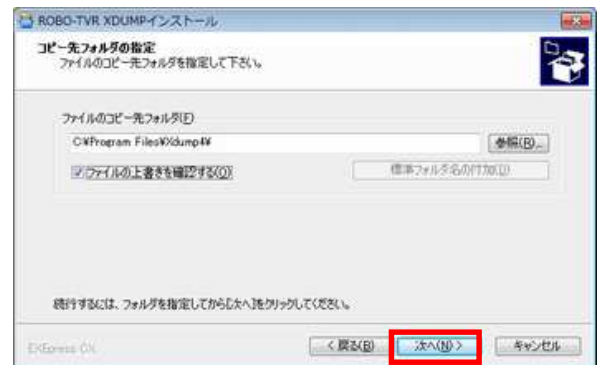 ROBO-TVR XDUMPインストール
コピー先フォルダの指定
ファイルのコピー先フォルダを指定して下さい。
ファイルのコピー先フォルダ(F)
C:¥Program Files¥Xdump4¥
参照(R)...
ファイルの上書きを確認する(O)
標準フォルダ名の付加(U)
続行するには、フォルダを指定してから[次へ]をクリックしてください。
EXEpress CX
< 戻る(B)
次へ(N) >
キャンセル